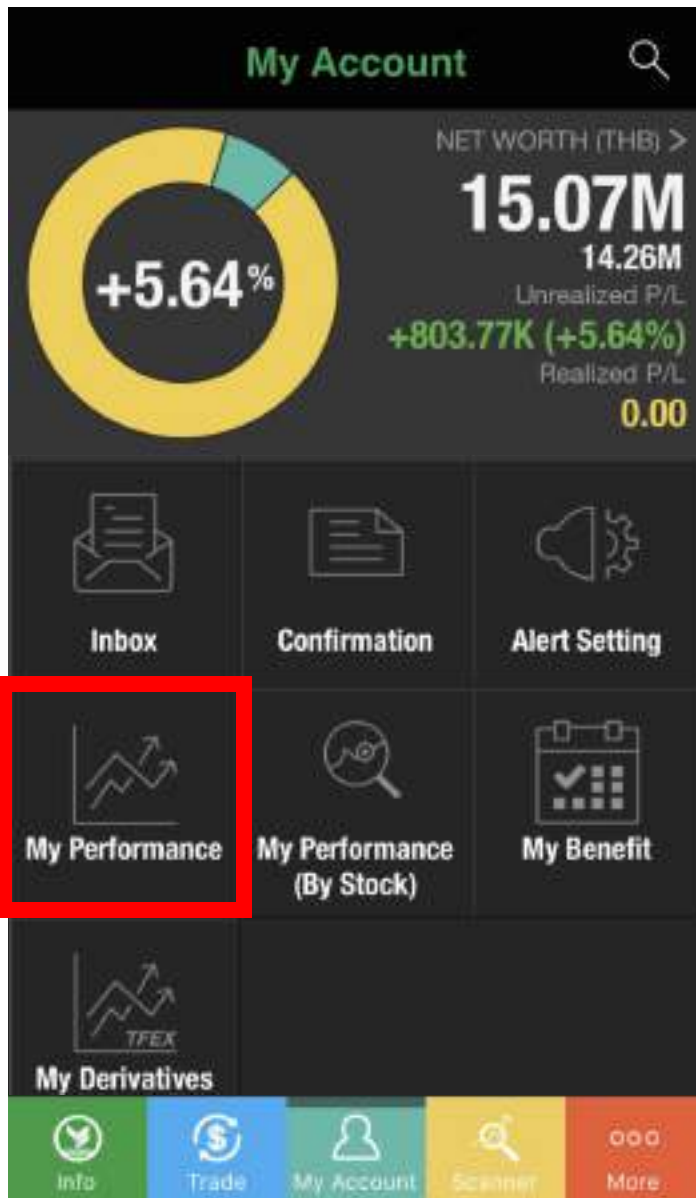 My Account
NET WORTH (THB) >
15.07M
14.26M
+5.64%
Unrealized P/L
+803.77K (+5.64%)
Realized P/L
0.00
Inbox
Confirmation
Alert Setting
My Performance
My Performance
(By Stock)
My Benefit
TFEX
My Derivatives
Info
Trade
My Account
Scanner
More